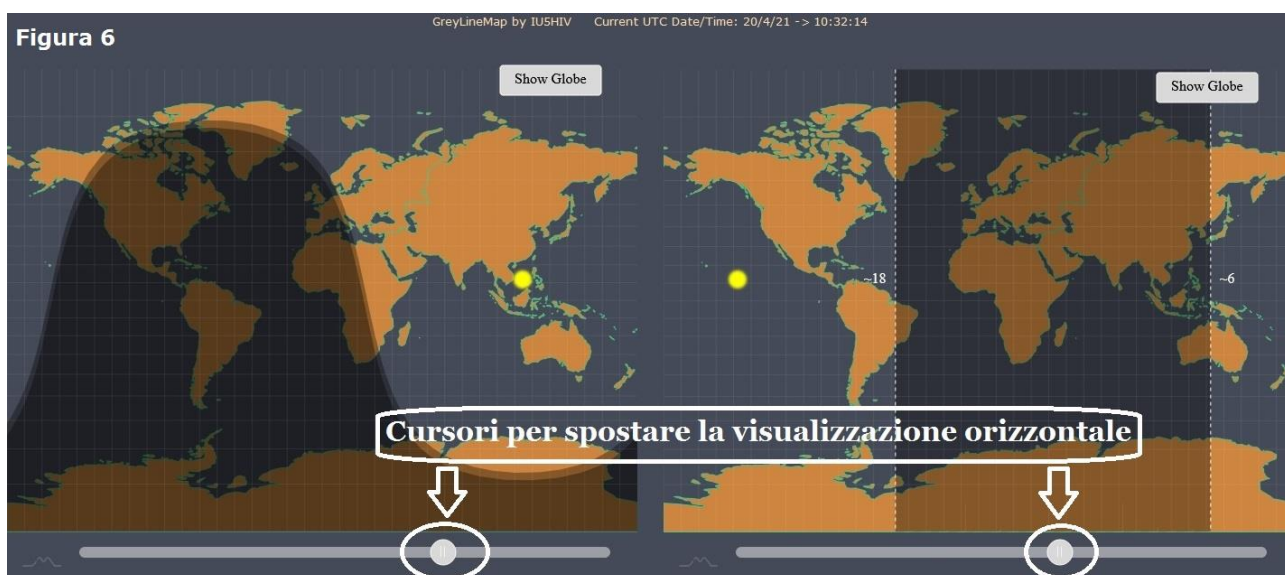 GreyLineMap by IU5HIV Current UTC Date/Time: 20/4/21 -> 10:32:14
Figura 6
Show Globe
Show Globe
~18
~6
Cursori per spostare la visualizzazione orizzontale